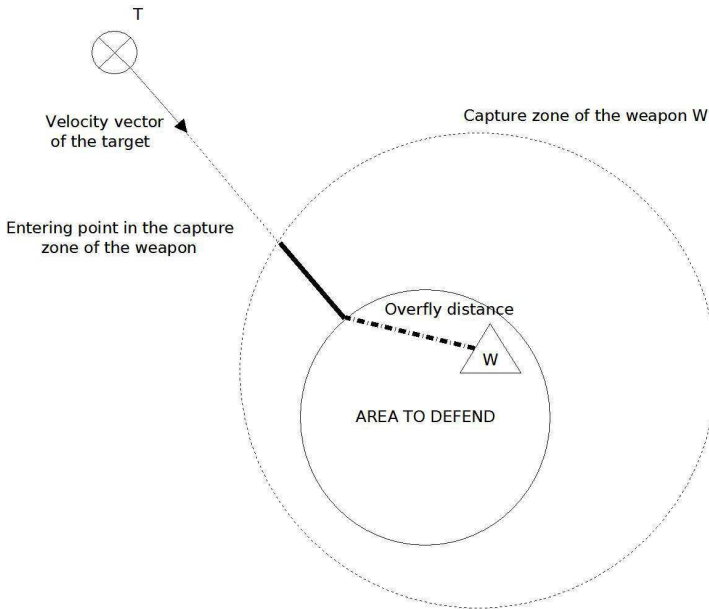 T
Velocity vector
of the target
Capture zone of the weapon W
Entering point in the capture
zone of the weapon
Overfly distance
W
AREA TO DEFEND